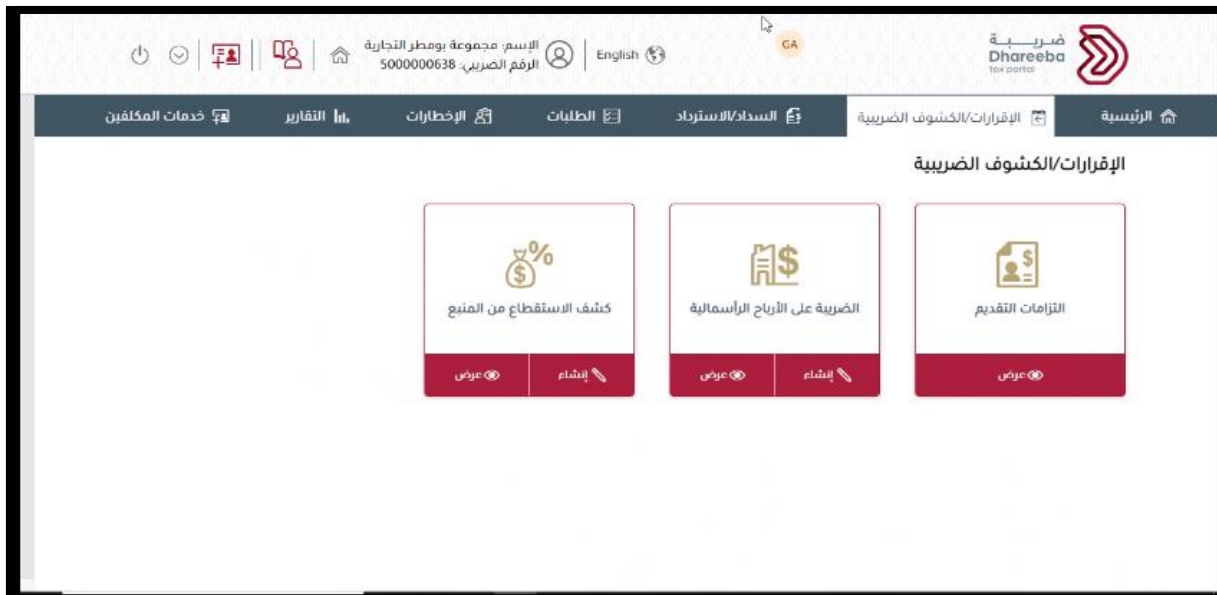 ضريبة
Dhareeba
tax portal
GA
English
الإسم: مجموعة بومطر التجارية
الرقم الضريبي: 5000000638
الرئيسية
الإقرارات/الكشوف الضريبية
السداد/الاسترداد
الطلبات
الإخطارات
التقارير
خدمات المكلفين
الإقرارات/الكشوف الضريبية
التزامات التقديم
عرض
الضريبة على الأرباح الرأسمالية
إنشاء
عرض
كشف الاستقطاع من المنبع
إنشاء
عرض